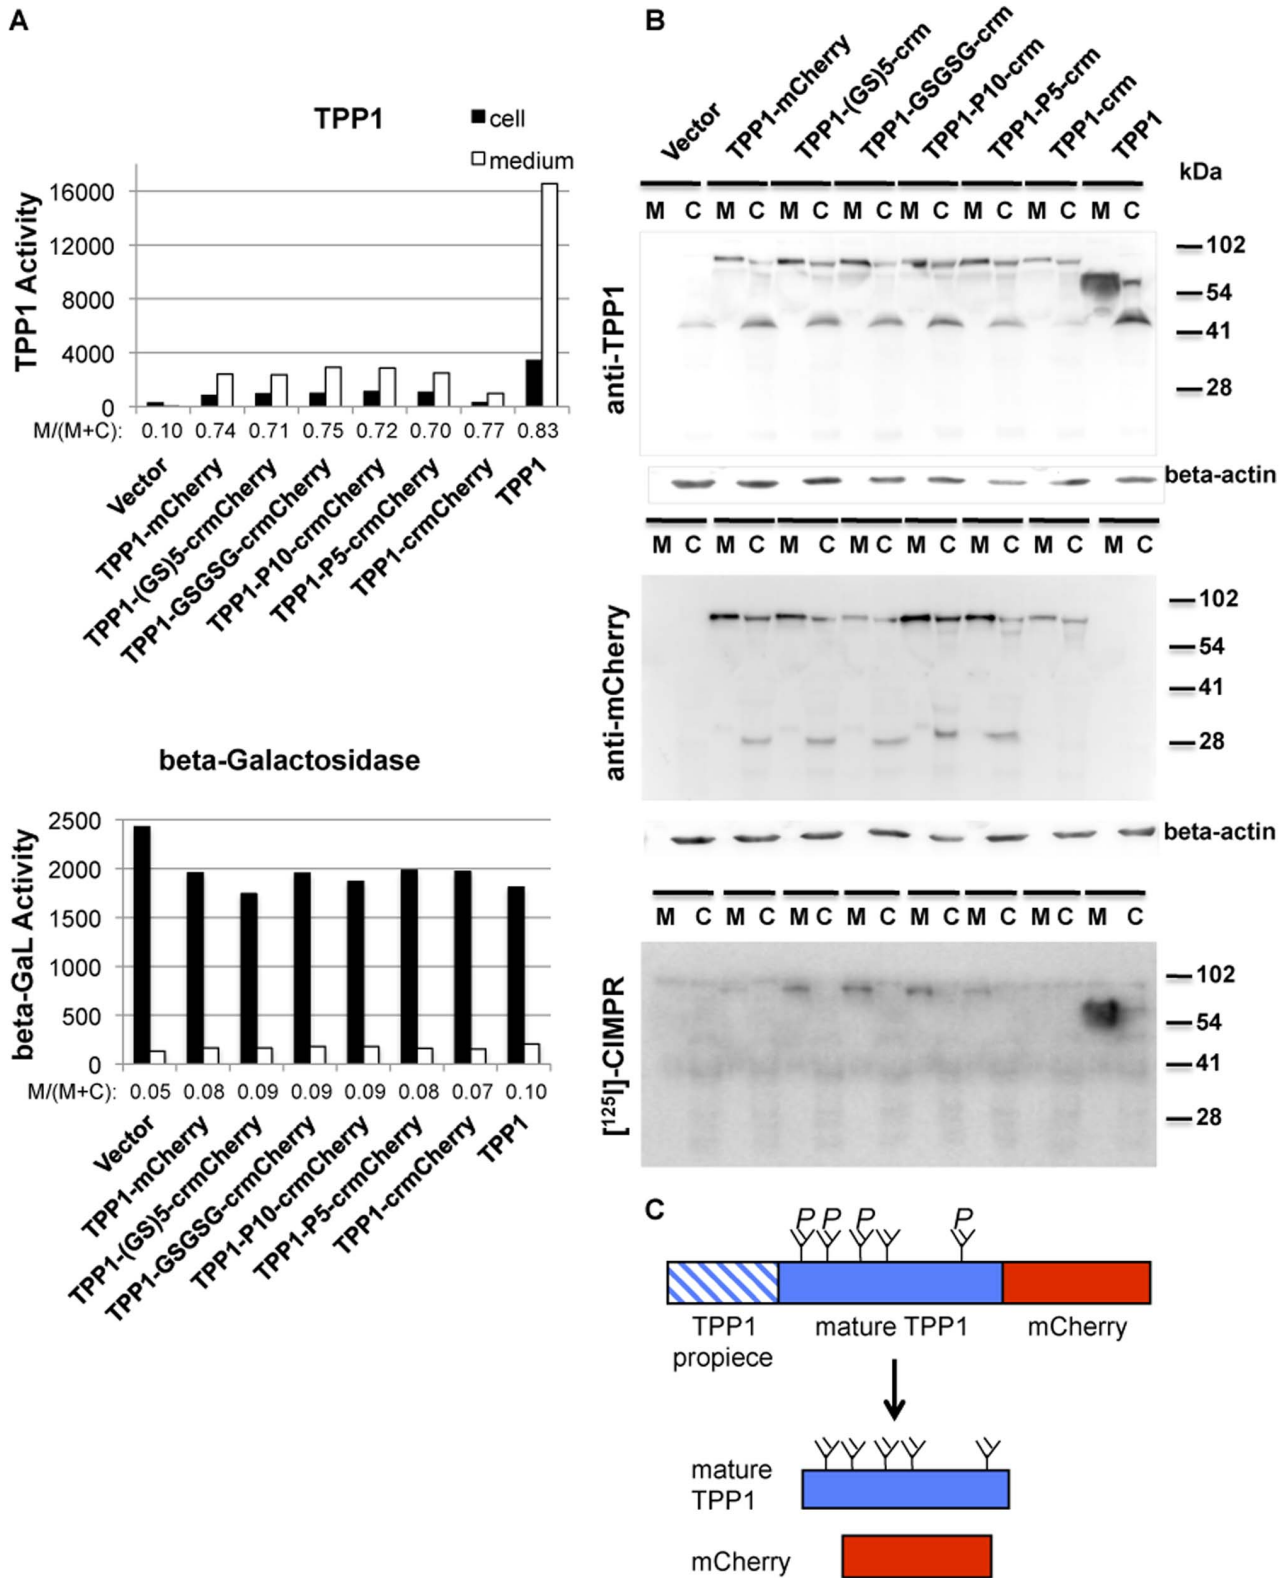 A
TPP1
cell
medium
TPP1 Activity
16000
12000
8000
4000
0
M/(M+C): 0.10 0.74 0.71 0.75 0.72 0.70 0.77 0.83
Vector
TPP1-mCherry
TPP1-(GS)5-crmCherry
TPP1-GSGSG-crmCherry
TPP1-P10-crmCherry
TPP1-P5-crmCherry
TPP1-crmCherry
TPP1
beta-Galactosidase
beta-GaL Activity
2500
2000
1500
1000
500
0
M/(M+C): 0.05 0.08 0.09 0.09 0.09 0.08 0.07 0.10
Vector
TPP1-mCherry
TPP1-(GS)5-crmCherry
TPP1-GSGSG-crmCherry
TPP1-P10-crmCherry
TPP1-P5-crmCherry
TPP1-crmCherry
TPP1
B
Vector
TPP1-mCherry
TPP1-(GS)5-crm
TPP1-GSGSG-crm
TPP1-P10-crm
TPP1-P5-crm
TPP1-crm
TPP1
kDa
M C M C M C M C M C M C M C M C
anti-TPP1
102
54
41
28
beta-actin
M C M C M C M C M C M C M C M C
anti-mCherry
102
54
41
28
beta-actin
M C M C M C M C M C M C M C M C
[¹²⁵I]-CIMPR
102
54
41
28
C
P P P P
TPP1 propiece
mature TPP1
mCherry
mature
TPP1
mCherry